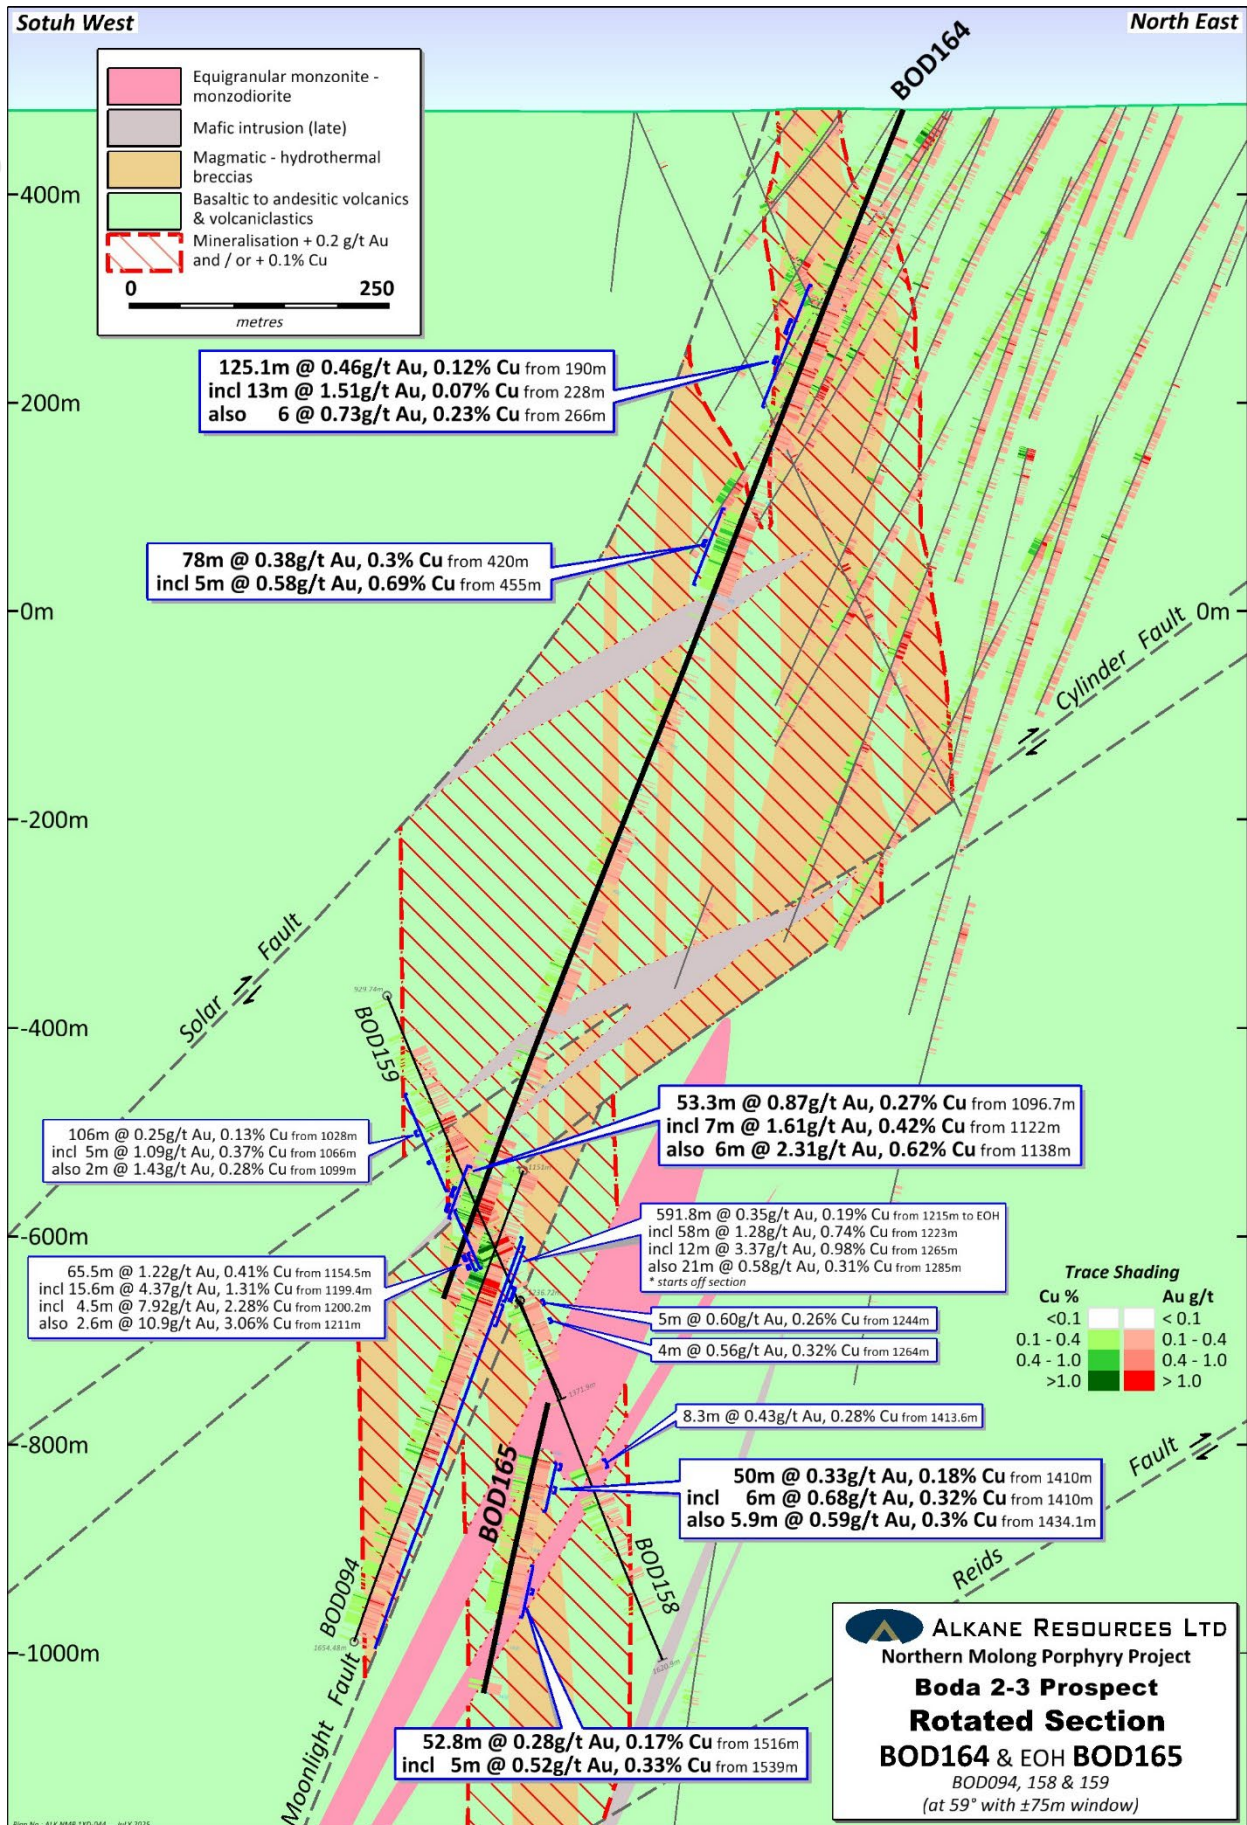 Sotuh West
North East
BOD164
Equigranular monzonite -
monzodiorite
Mafic intrusion (late)
Magmatic - hydrothermal
breccias
Basaltic to andesitic volcanics
& volcaniclastics
Mineralisation + 0.2 g/t Au
and / or + 0.1% Cu
0 250
metres
400m
125.1m @ 0.46g/t Au, 0.12% Cu from 190m
incl 13m @ 1.51g/t Au, 0.07% Cu from 228m
also 6 @ 0.73g/t Au, 0.23% Cu from 266m
200m
78m @ 0.38g/t Au, 0.3% Cu from 420m
incl 5m @ 0.58g/t Au, 0.69% Cu from 455m
0m
0m
Cylinder Fault
-200m
Solar Fault
929.74m
BOD159
-400m
53.3m @ 0.87g/t Au, 0.27% Cu from 1096.7m
incl 7m @ 1.61g/t Au, 0.42% Cu from 1122m
also 6m @ 2.31g/t Au, 0.62% Cu from 1138m
106m @ 0.25g/t Au, 0.13% Cu from 1028m
incl 5m @ 1.09g/t Au, 0.37% Cu from 1066m
also 2m @ 1.43g/t Au, 0.28% Cu from 1099m
1151m
-600m
591.8m @ 0.35g/t Au, 0.19% Cu from 1215m to EOH
incl 58m @ 1.28g/t Au, 0.74% Cu from 1223m
incl 12m @ 3.37g/t Au, 0.98% Cu from 1265m
also 21m @ 0.58g/t Au, 0.31% Cu from 1285m
* starts off section
65.5m @ 1.22g/t Au, 0.41% Cu from 1154.5m
incl 15.6m @ 4.37g/t Au, 1.31% Cu from 1199.4m
incl 4.5m @ 7.92g/t Au, 2.28% Cu from 1200.2m
also 2.6m @ 10.9g/t Au, 3.06% Cu from 1211m
1236.72m
5m @ 0.60g/t Au, 0.26% Cu from 1244m
4m @ 0.56g/t Au, 0.32% Cu from 1264m
Trace Shading
Cu % Au g/t
<0.1 < 0.1
0.1 - 0.4 0.1 - 0.4
0.4 - 1.0 0.4 - 1.0
>1.0 > 1.0
1371.9m
8.3m @ 0.43g/t Au, 0.28% Cu from 1413.6m
-800m
BOD165
50m @ 0.33g/t Au, 0.18% Cu from 1410m
incl 6m @ 0.68g/t Au, 0.32% Cu from 1410m
also 5.9m @ 0.59g/t Au, 0.3% Cu from 1434.1m
Reids Fault
BOD094
BOD158
1654.48m
1620.9m
-1000m
Moonlight Fault
52.8m @ 0.28g/t Au, 0.17% Cu from 1516m
incl 5m @ 0.52g/t Au, 0.33% Cu from 1539m
ALKANE RESOURCES LTD
Northern Molong Porphyry Project
Boda 2-3 Prospect
Rotated Section
BOD164 & EOH BOD165
BOD094, 158 & 159
(at 59° with ±75m window)